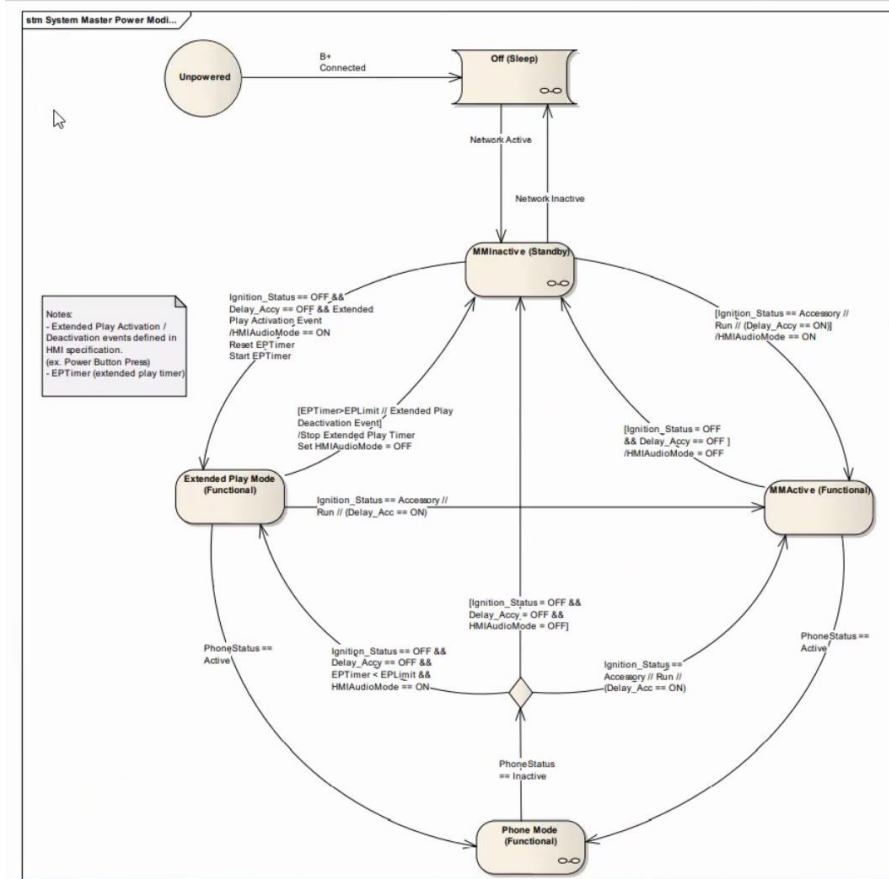 stm System Master Power Modi...
B+
Connected
Unpowered
Off (Sleep)
Network Active
Network Inactive
MMInactive (Standby)
Ignition_Status == OFF &&
Delay_Accy == OFF && Extended
Play Activation Event
/HMIAudioMode == ON
Reset EPTimer
Start EPTimer
[Ignition_Status == Accessory //
Run // (Delay_Accy == ON)]
/HMIAudioMode == ON
Notes:
- Extended Play Activation /
Deactivation events defined in
HMI specification.
(ex. Power Button Press)
- EPTimer (extended play timer)
[EPTimer>EPLimit // Extended Play
Deactivation Event]
/Stop Extended Play Timer
Set HMIAudioMode = OFF
[Ignition_Status = OFF
&& Delay_Accy == OFF ]
/HMIAudioMode = OFF
Extended Play Mode
(Functional)
Ignition_Status == Accessory //
Run // (Delay_Acc == ON)
MMActive (Functional)
[Ignition_Status = OFF &&
Delay_Accy = OFF &&
HMIAudioMode = OFF]
PhoneStatus ==
Active
Ignition_Status == OFF &&
Delay_Accy == OFF &&
EPTimer < EPLimit &&
HMIAudioMode == ON
Ignition_Status ==
Accessory // Run //
(Delay_Acc == ON)
PhoneStatus ==
Active
PhoneStatus
== Inactive
Phone Mode
(Functional)